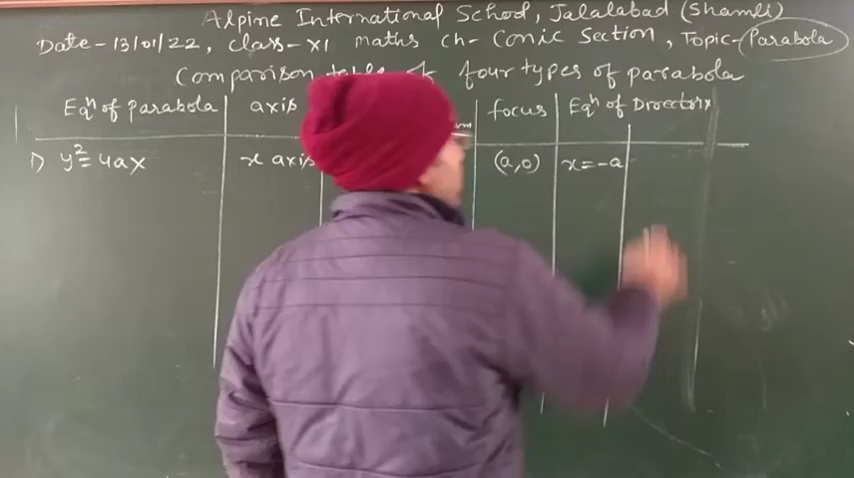 Alpine International School, Jalalabad (Shamli)
Date-13/01/22, class-XI maths ch- Conic Section, Topic-Parabola
Comparison four types of parabola
Eqⁿ of Parabola axis focus Eqⁿ of Directrix
1) y²=4ax x axis (a,0) x=-a